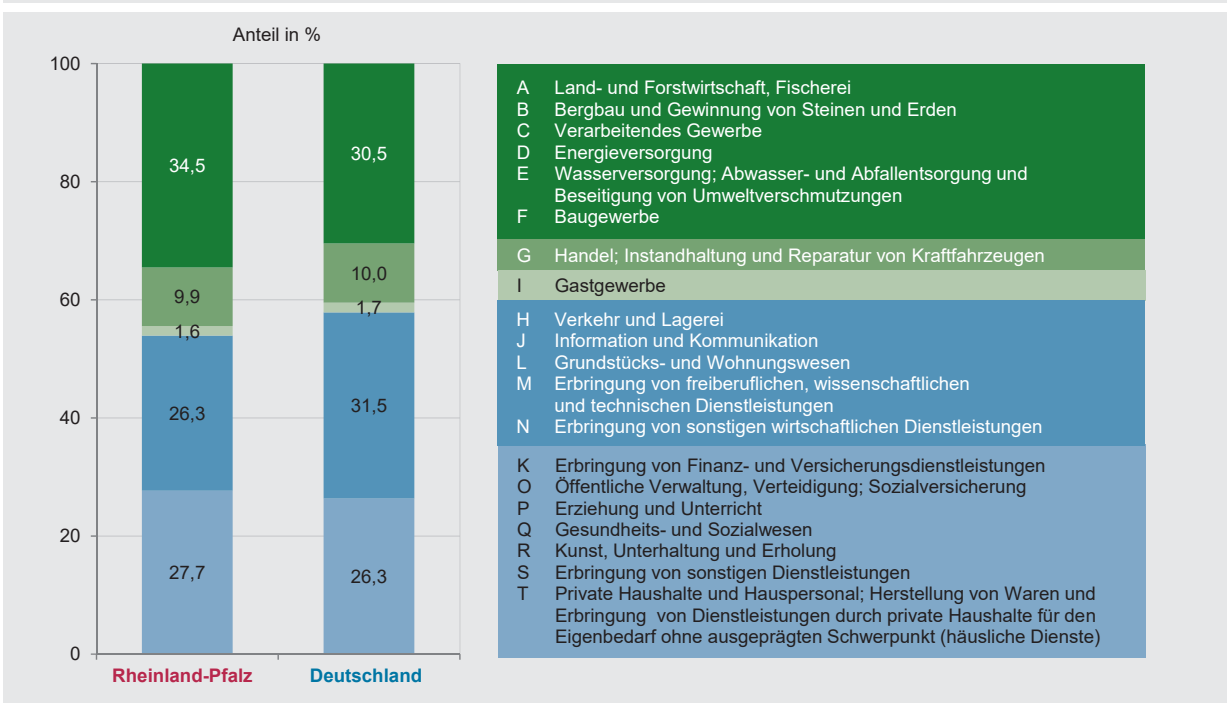 Anteil in %
100
80
60
40
20
0
34,5
9,9
1,6
26,3
27,7
30,5
10,0
1,7
31,5
26,3
Rheinland-Pfalz
Deutschland
A Land- und Forstwirtschaft, Fischerei
B Bergbau und Gewinnung von Steinen und Erden
C Verarbeitendes Gewerbe
D Energieversorgung
E Wasserversorgung; Abwasser- und Abfallentsorgung und
Beseitigung von Umweltverschmutzungen
F Baugewerbe
G Handel; Instandhaltung und Reparatur von Kraftfahrzeugen
I Gastgewerbe
H Verkehr und Lagerei
J Information und Kommunikation
L Grundstücks- und Wohnungswesen
M Erbringung von freiberuflichen, wissenschaftlichen
und technischen Dienstleistungen
N Erbringung von sonstigen wirtschaftlichen Dienstleistungen
K Erbringung von Finanz- und Versicherungsdienstleistungen
O Öffentliche Verwaltung, Verteidigung; Sozialversicherung
P Erziehung und Unterricht
Q Gesundheits- und Sozialwesen
R Kunst, Unterhaltung und Erholung
S Erbringung von sonstigen Dienstleistungen
T Private Haushalte und Hauspersonal; Herstellung von Waren und
Erbringung von Dienstleistungen durch private Haushalte für den
Eigenbedarf ohne ausgeprägten Schwerpunkt (häusliche Dienste)